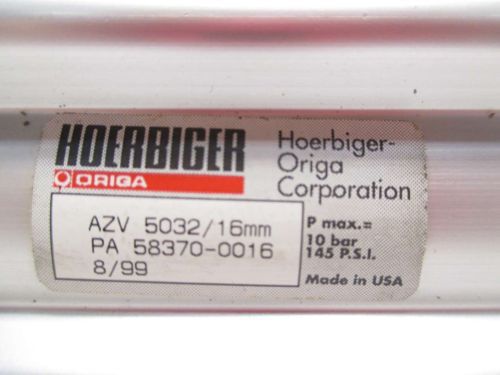 HOERBIGER
ORIGA
Hoerbiger-
Origa
Corporation
AZV 5032/16mm
PA 58370-0016
8/99
P max.=
10 bar
145 P.S.I.
Made in USA